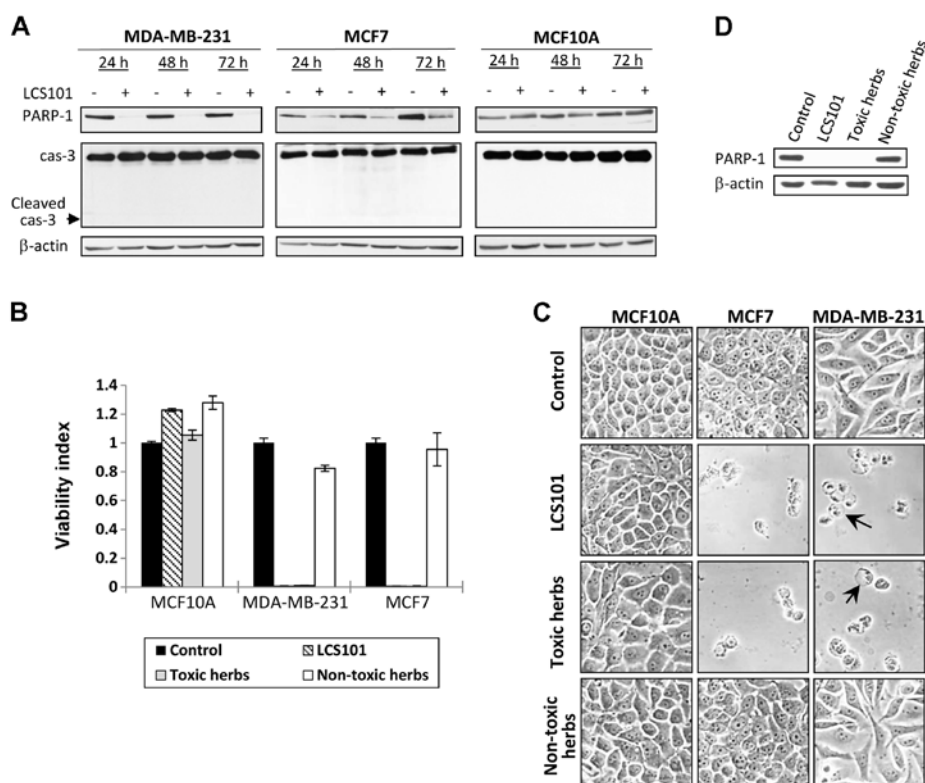 A
MDA-MB-231 MCF7 MCF10A
24 h 48 h 72 h 24 h 48 h 72 h 24 h 48 h 72 h
LCS101 - + - + - + - + - + - + - + - + - +
PARP-1
cas-3
Cleaved
cas-3
β-actin
D
Control LCS101 Toxic herbs Non-toxic herbs
PARP-1
β-actin
B
Viability index
1.4
1.2
1
0.8
0.6
0.4
0.2
0
MCF10A MDA-MB-231 MCF7
Control LCS101
Toxic herbs Non-toxic herbs
C
MCF10A MCF7 MDA-MB-231
Control
LCS101
Toxic herbs
Non-toxic
herbs